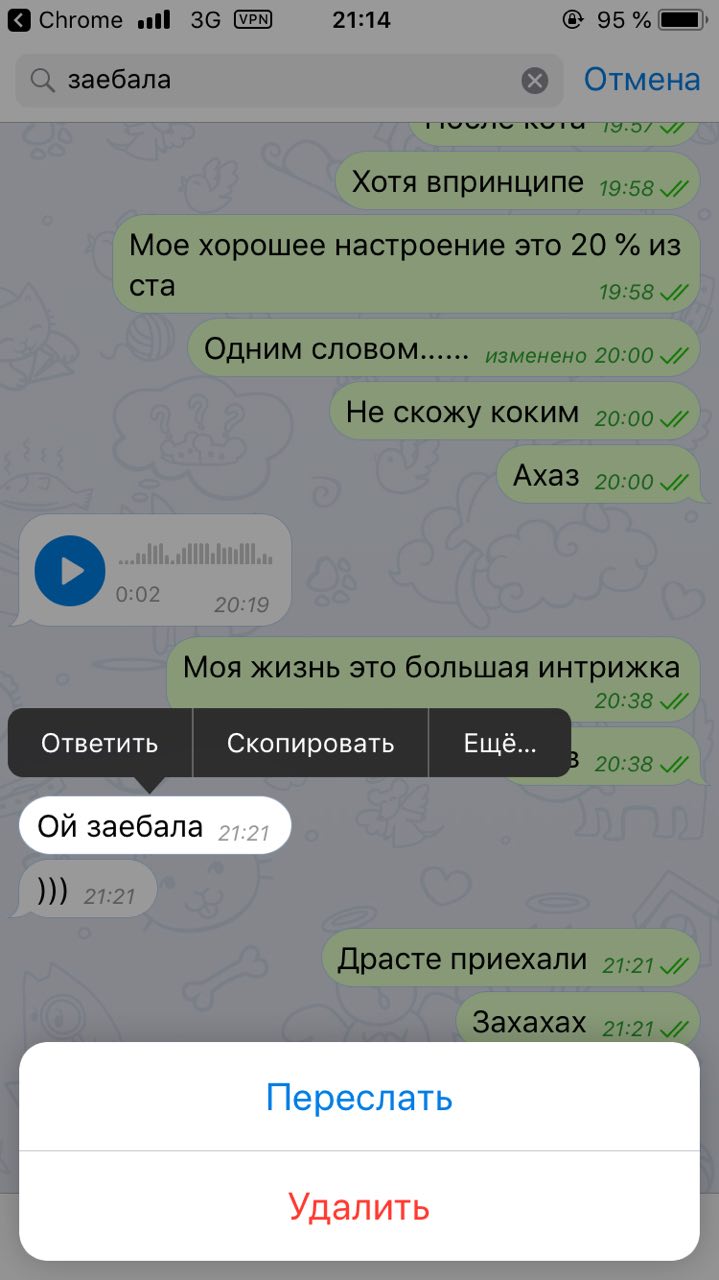 Chrome 3G VPN 21:14 95 %
заебала Отмена
После кота 19:57
Хотя впринципе 19:58
Мое хорошее настроение это 20 % из
ста 19:58
Одним словом...... изменено 20:00
Не скожу коким 20:00
Ахаз 20:00
0:02 20:19
Моя жизнь это большая интрижка
20:38
Ответить Скопировать Ещё...
20:38
Ой заебала 21:21
))) 21:21
Драсте приехали 21:21
Захахах 21:21
Переслать
Удалить